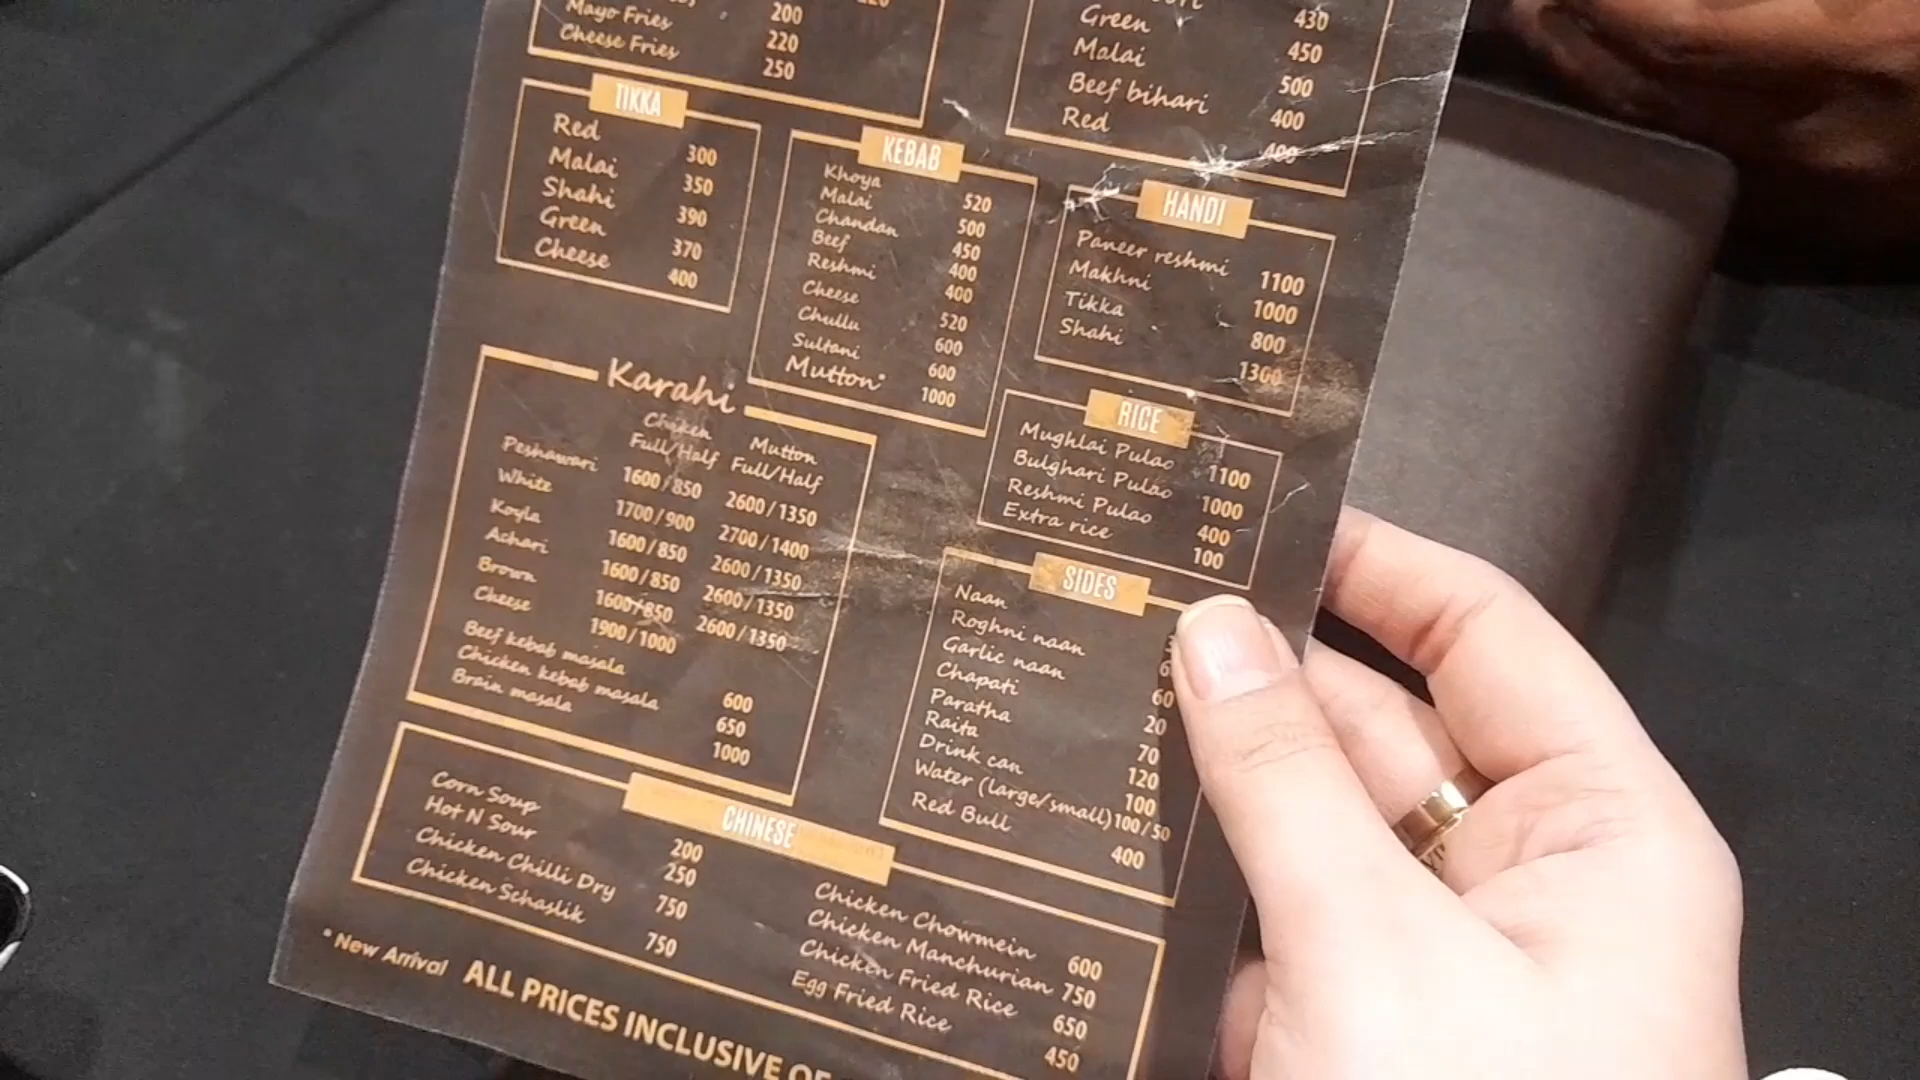 200
Mayo Fries 220
Cheese Fries 250
430
Green 450
Malai 500
Beef bihari 400
Red 400
TIKKA
Red 300
Malai 350
Shahi 390
Green 370
Cheese 400
KEBAB
Khoya 520
Malai 500
Chandan 450
Beef 400
Reshmi 400
Cheese 520
Chullu 600
Sultani 600
Mutton* 1000
HANDI
Paneer reshmi 1100
Makhni 1000
Tikka 800
Shahi 1300
Karahi
Chicken Mutton
Full/Half Full/Half
Peshawari 1600/850 2600/1350
White 1700/900 2700/1400
Koyla 1600/850 2600/1350
Achari 1600/850 2600/1350
Brown 1600/850 2600/1350
Cheese 1900/1000
Beef kebab masala 600
Chicken kebab masala 650
Brain masala 1000
RICE
Mughlai Pulao 1100
Bulghari Pulao 1000
Reshmi Pulao 400
Extra rice 100
SIDES
Naan
Roghni naan
Garlic naan 60
Chapati 20
Paratha 70
Raita 120
Drink can 100
Water (large/small) 100/50
Red Bull 400
CHINESE
Corn Soup 200
Hot N Sour 250
Chicken Chilli Dry 750
Chicken Schaslik 750
Chicken Chowmein 600
Chicken Manchurian 750
Chicken Fried Rice 650
Egg Fried Rice 450
* New Arrival
ALL PRICES INCLUSIVE OF